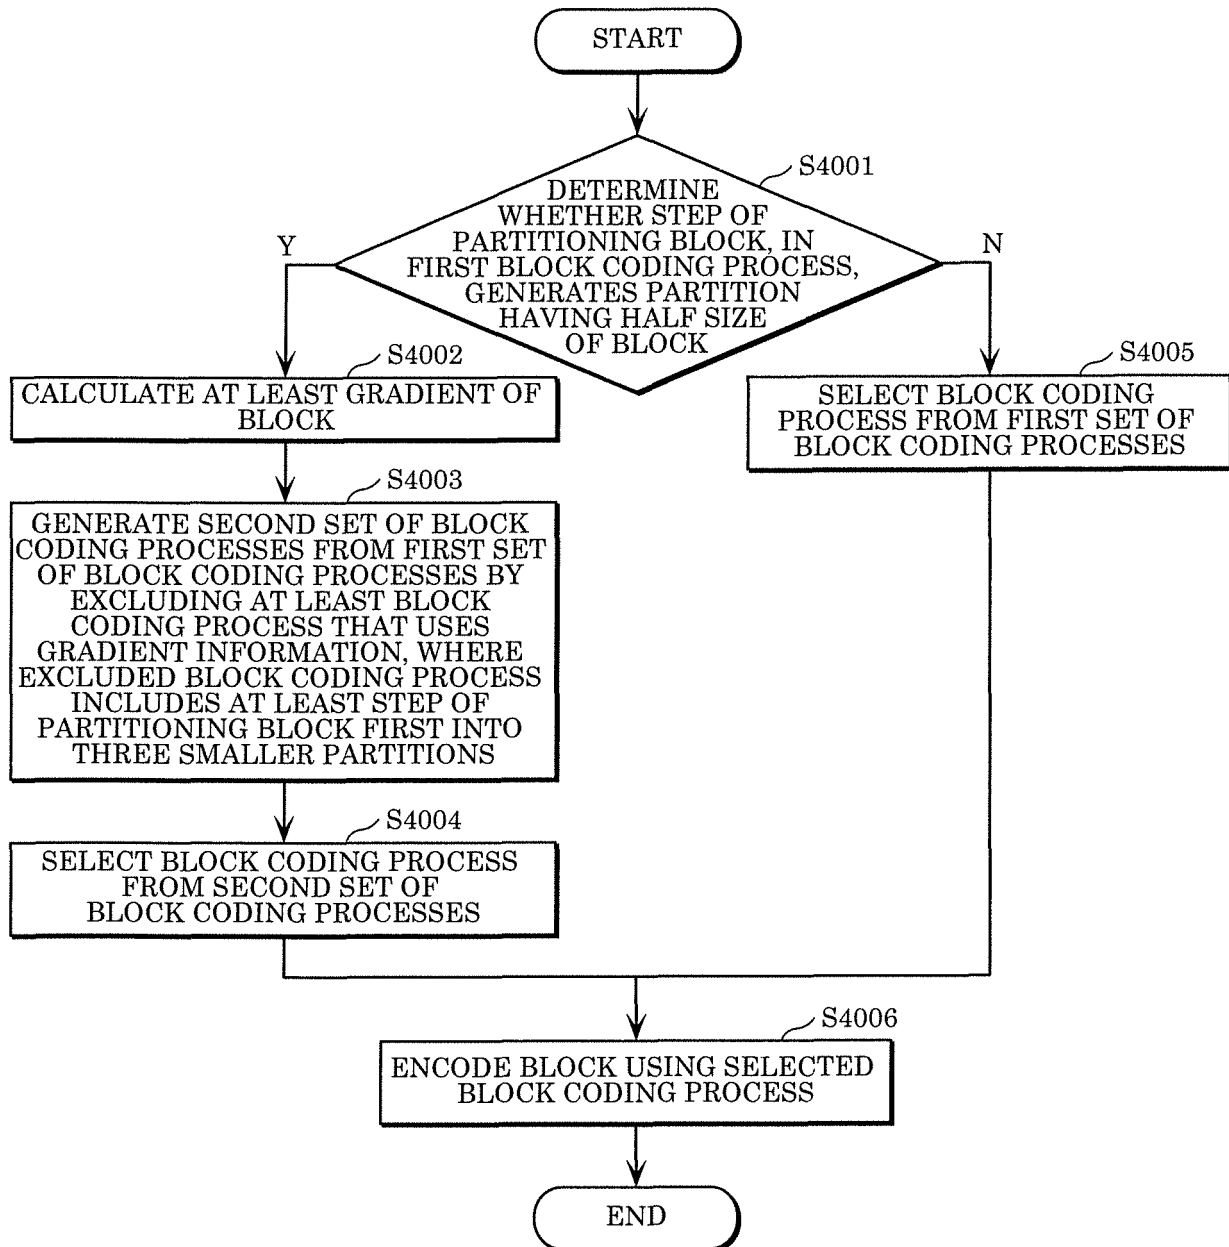 START
S4001
DETERMINE
WHETHER STEP OF
PARTITIONING BLOCK, IN
FIRST BLOCK CODING PROCESS,
GENERATES PARTITION
HAVING HALF SIZE
OF BLOCK
Y
N
S4002
CALCULATE AT LEAST GRADIENT OF
BLOCK
S4005
SELECT BLOCK CODING
PROCESS FROM FIRST SET OF
BLOCK CODING PROCESSES
S4003
GENERATE SECOND SET OF BLOCK
CODING PROCESSES FROM FIRST SET
OF BLOCK CODING PROCESSES BY
EXCLUDING AT LEAST BLOCK
CODING PROCESS THAT USES
GRADIENT INFORMATION, WHERE
EXCLUDED BLOCK CODING PROCESS
INCLUDES AT LEAST STEP OF
PARTITIONING BLOCK FIRST INTO
THREE SMALLER PARTITIONS
S4004
SELECT BLOCK CODING PROCESS
FROM SECOND SET OF
BLOCK CODING PROCESSES
S4006
ENCODE BLOCK USING SELECTED
BLOCK CODING PROCESS
END